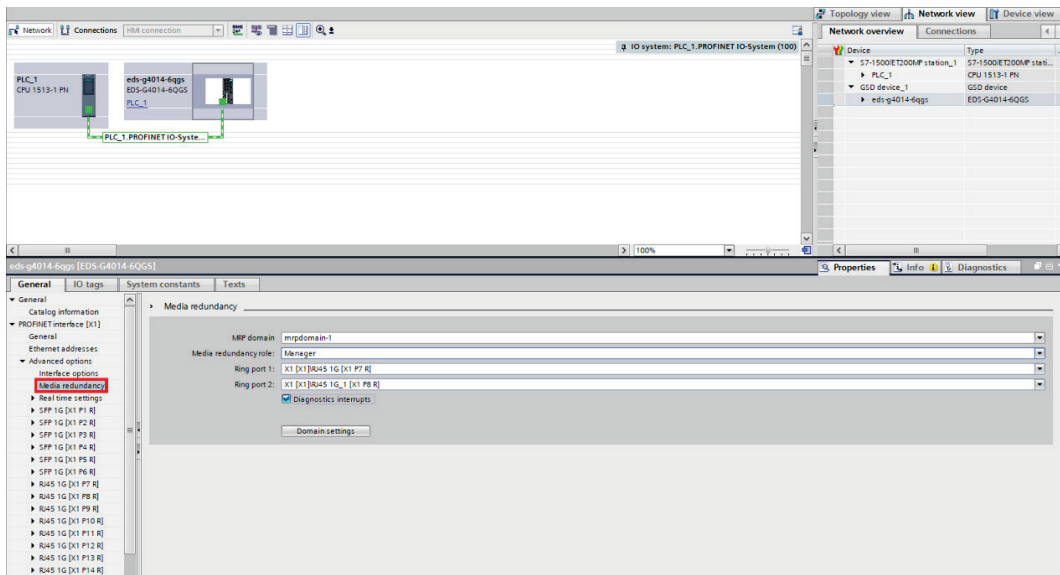 Topology view Network view Device view
Network Connections HMI connection
Network overview Connections
IO system: PLC_1.PROFINET IO-System (100)
Device Type
S7-1500/ET200MP station_1 S7-1500/ET200MP stati...
PLC_1 CPU 1513-1 PN
GSD device_1 GSD device
eds-g4014-6qgs EDS-G4014-6QGS
PLC_1
CPU 1513-1 PN
eds-g4014-6qgs
EDS-G4014-6QGS
PLC_1
PLC_1.PROFINET IO-Syste...
100%
eds-g4014-6qgs [EDS-G4014-6QGS]
Properties Info Diagnostics
General IO tags System constants Texts
General
Catalog information
PROFINET interface [X1]
General
Ethernet addresses
Advanced options
Interface options
Media redundancy
Real time settings
SFP 1G [X1 P1 R]
SFP 1G [X1 P2 R]
SFP 1G [X1 P3 R]
SFP 1G [X1 P4 R]
SFP 1G [X1 P5 R]
SFP 1G [X1 P6 R]
RJ45 1G [X1 P7 R]
RJ45 1G [X1 P8 R]
RJ45 1G [X1 P9 R]
RJ45 1G [X1 P10 R]
RJ45 1G [X1 P11 R]
RJ45 1G [X1 P12 R]
RJ45 1G [X1 P13 R]
RJ45 1G [X1 P14 R]
Media redundancy
MRP domain mrpdomain-1
Media redundancy role: Manager
Ring port 1: X1 [X1]\RJ45 1G [X1 P7 R]
Ring port 2: X1 [X1]\RJ45 1G_1 [X1 P8 R]
Diagnostics interrupts
Domain settings